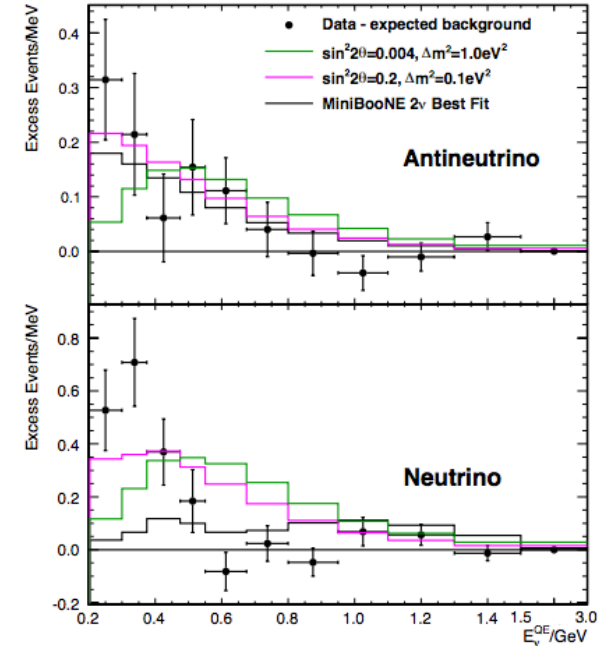 Excess Events/MeV
0.4
0.3
0.2
0.1
0.0
Data - expected background
sin²2θ=0.004, Δm²=1.0eV²
sin²2θ=0.2, Δm²=0.1eV²
MiniBooNE 2ν Best Fit
Antineutrino
Excess Events/MeV
0.8
0.6
0.4
0.2
0.0
-0.2
Neutrino
0.2 0.4 0.6 0.8 1.0 1.2 1.4 1.5 3.0
E_ν^QE/GeV